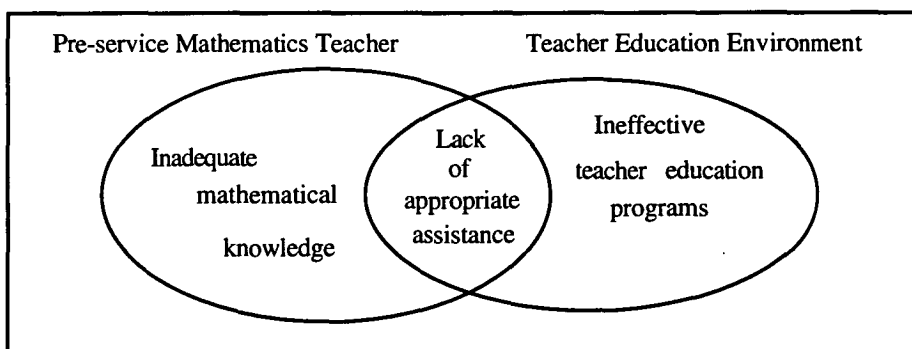 Pre-service Mathematics Teacher
Teacher Education Environment
Inadequate
mathematical
knowledge
Lack
of
appropriate
assistance
Ineffective
teacher education
programs